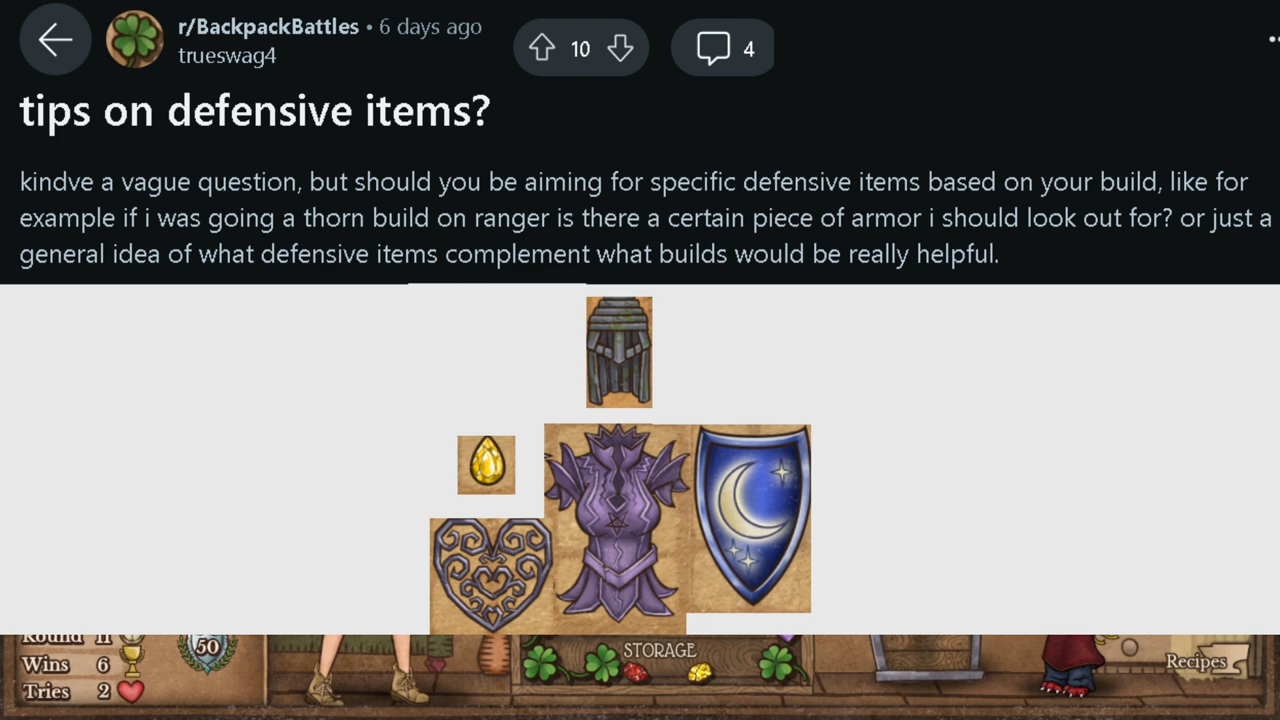 r/BackpackBattles • 6 days ago
trueswag4
10
4
tips on defensive items?
kindve a vague question, but should you be aiming for specific defensive items based on your build, like for
example if i was going a thorn build on ranger is there a certain piece of armor i should look out for? or just a
general idea of what defensive items complement what builds would be really helpful.
Round 11
50
Wins 6
Tries 2
STORAGE
Recipes